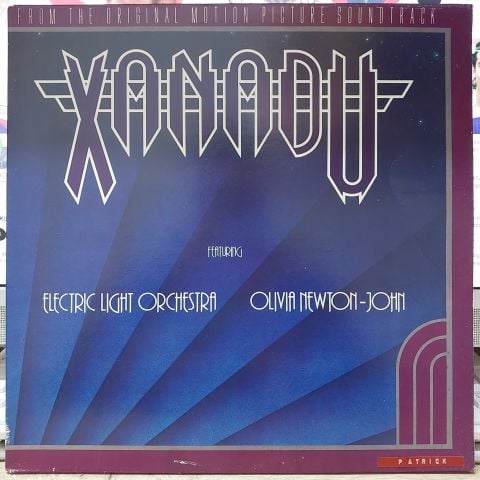 FROM THE ORIGINAL MOTION PICTURE SOUNDTRACK
XANADU
FEATURING
ELECTRIC LIGHT ORCHESTRA OLIVIA NEWTON-JOHN
PATRICK